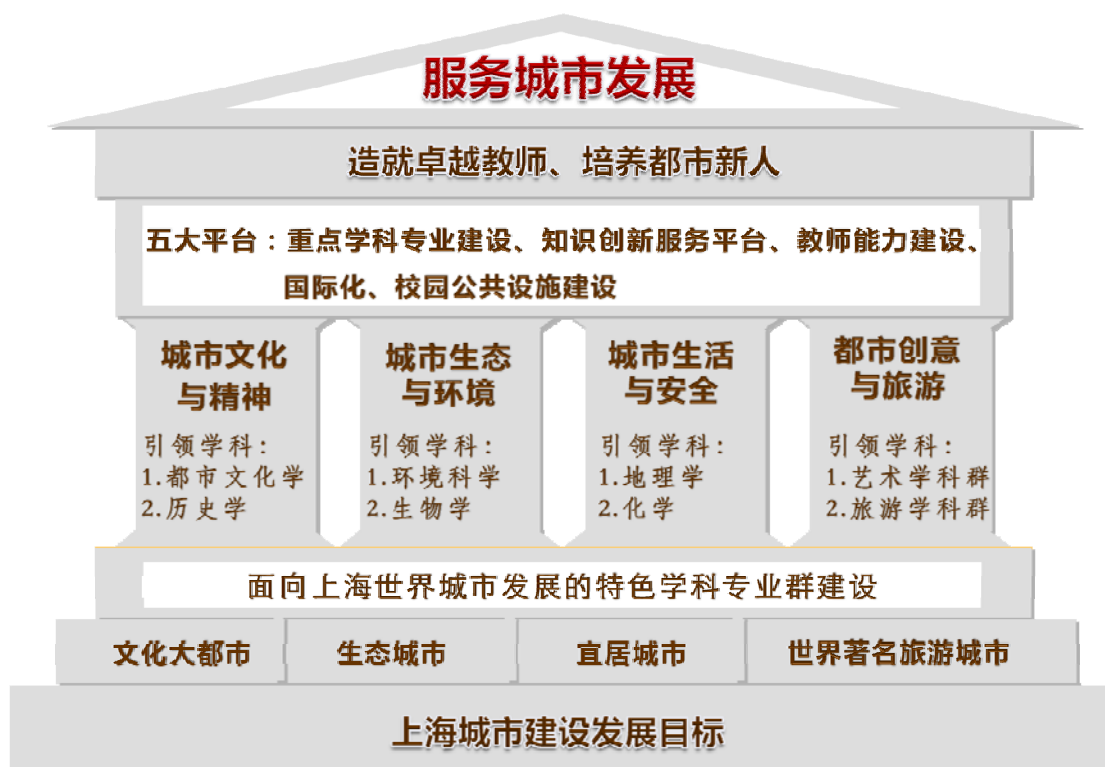 服务城市发展
造就卓越教师、培养都市新人
五大平台：重点学科专业建设、知识创新服务平台、教师能力建设、
国际化、校园公共设施建设
城市文化
与精神
引领学科：
1.都市文化学
2.历史学
城市生态
与环境
引领学科：
1.环境科学
2.生物学
城市生活
与安全
引领学科：
1.地理学
2.化学
都市创意
与旅游
引领学科：
1.艺术学科群
2.旅游学科群
面向上海世界城市发展的特色学科专业群建设
文化大都市
生态城市
宜居城市
世界著名旅游城市
上海城市建设发展目标